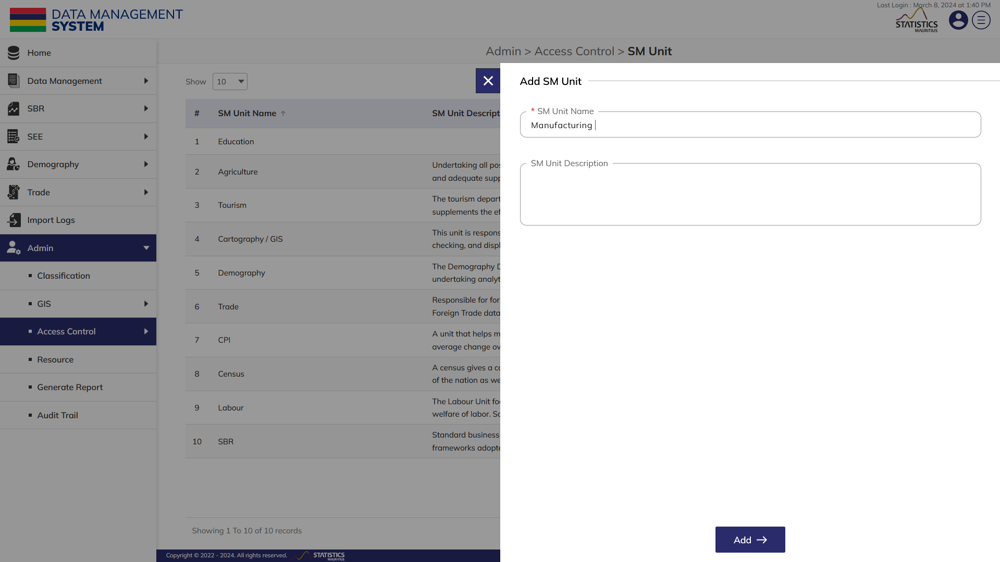 Last Login : March 8, 2024 at 1:40 PM
DATA MANAGEMENT
SYSTEM
STATISTICS
MAURITIUS
Home
Data Management
SBR
SEE
Demography
Trade
Import Logs
Admin
Classification
GIS
Access Control
Resource
Generate Report
Audit Trail
Admin > Access Control > SM Unit
Show 10
# SM Unit Name ↑ SM Unit Descript
1 Education
2 Agriculture
Undertaking all pos
and adequate supp
3 Tourism
The tourism depart
supplements the ef
4 Cartography / GIS
This unit is respons
checking, and displ
5 Demography
The Demography D
undertaking analyt
6 Trade
Responsible for for
Foreign Trade data
7 CPI
A unit that helps m
average change ov
8 Census
A census gives a co
of the nation as we
9 Labour
The Labour Unit foc
welfare of labor. So
10 SBR
Standard business
frameworks adopte
Showing 1 To 10 of 10 records
Copyright © 2022 - 2024. All rights reserved.
STATISTICS
MAURITIUS
Add SM Unit
* SM Unit Name
Manufacturing
SM Unit Description
Add →